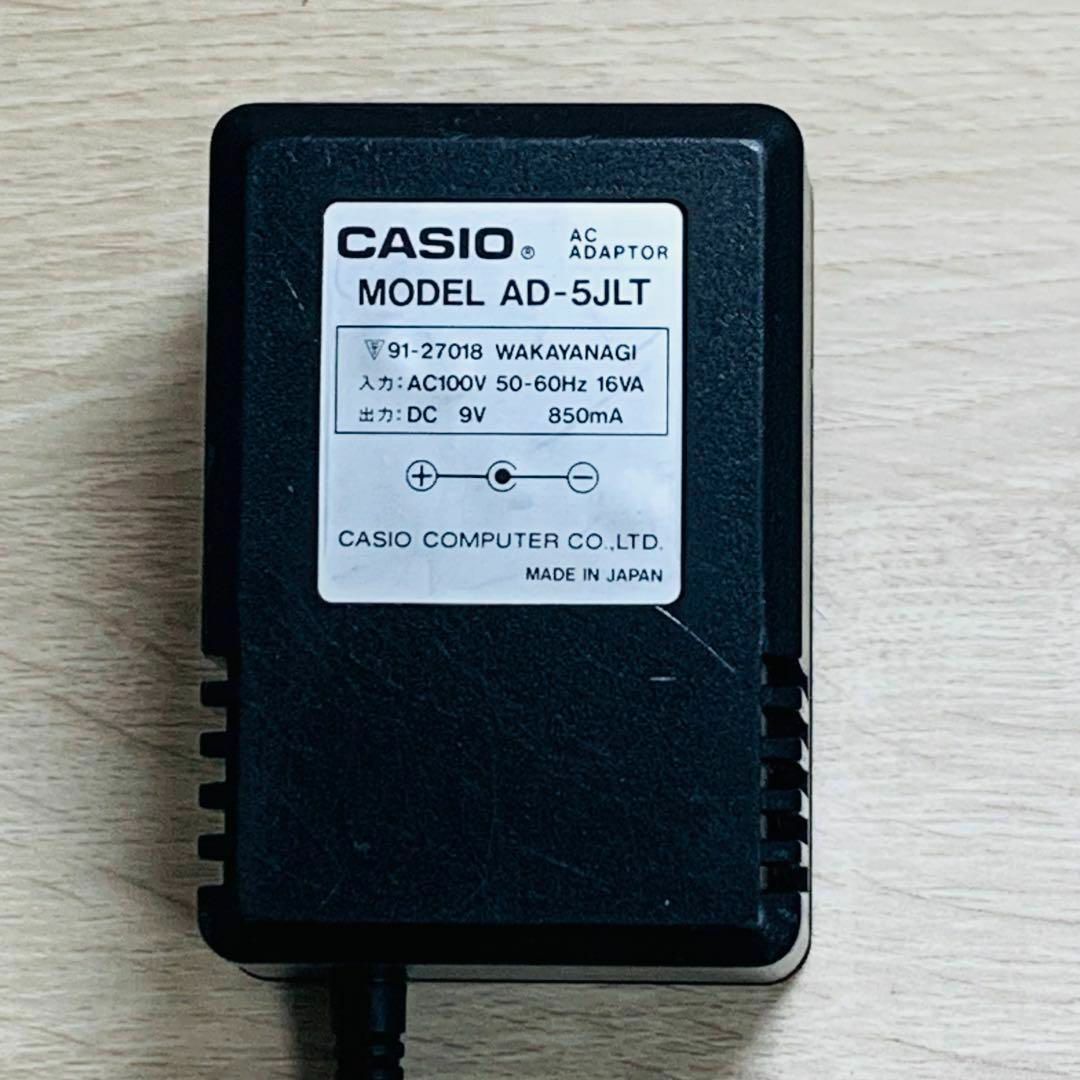 CASIO® AC ADAPTOR
MODEL AD-5JLT
91-27018 WAKAYANAGI
入力: AC100V 50-60Hz 16VA
出力: DC 9V 850mA
+ −
CASIO COMPUTER CO.,LTD.
MADE IN JAPAN